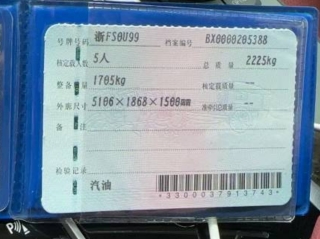 号牌号码 浙FS0U99 档案编号 BX0000205388
核定载人数 5人 总质量 2225kg
整备质量 1705kg 核定载质量
外廓尺寸 5106×1868×1500mm 准牵引总质量
备注
检验记录
汽油
*3300037913743*